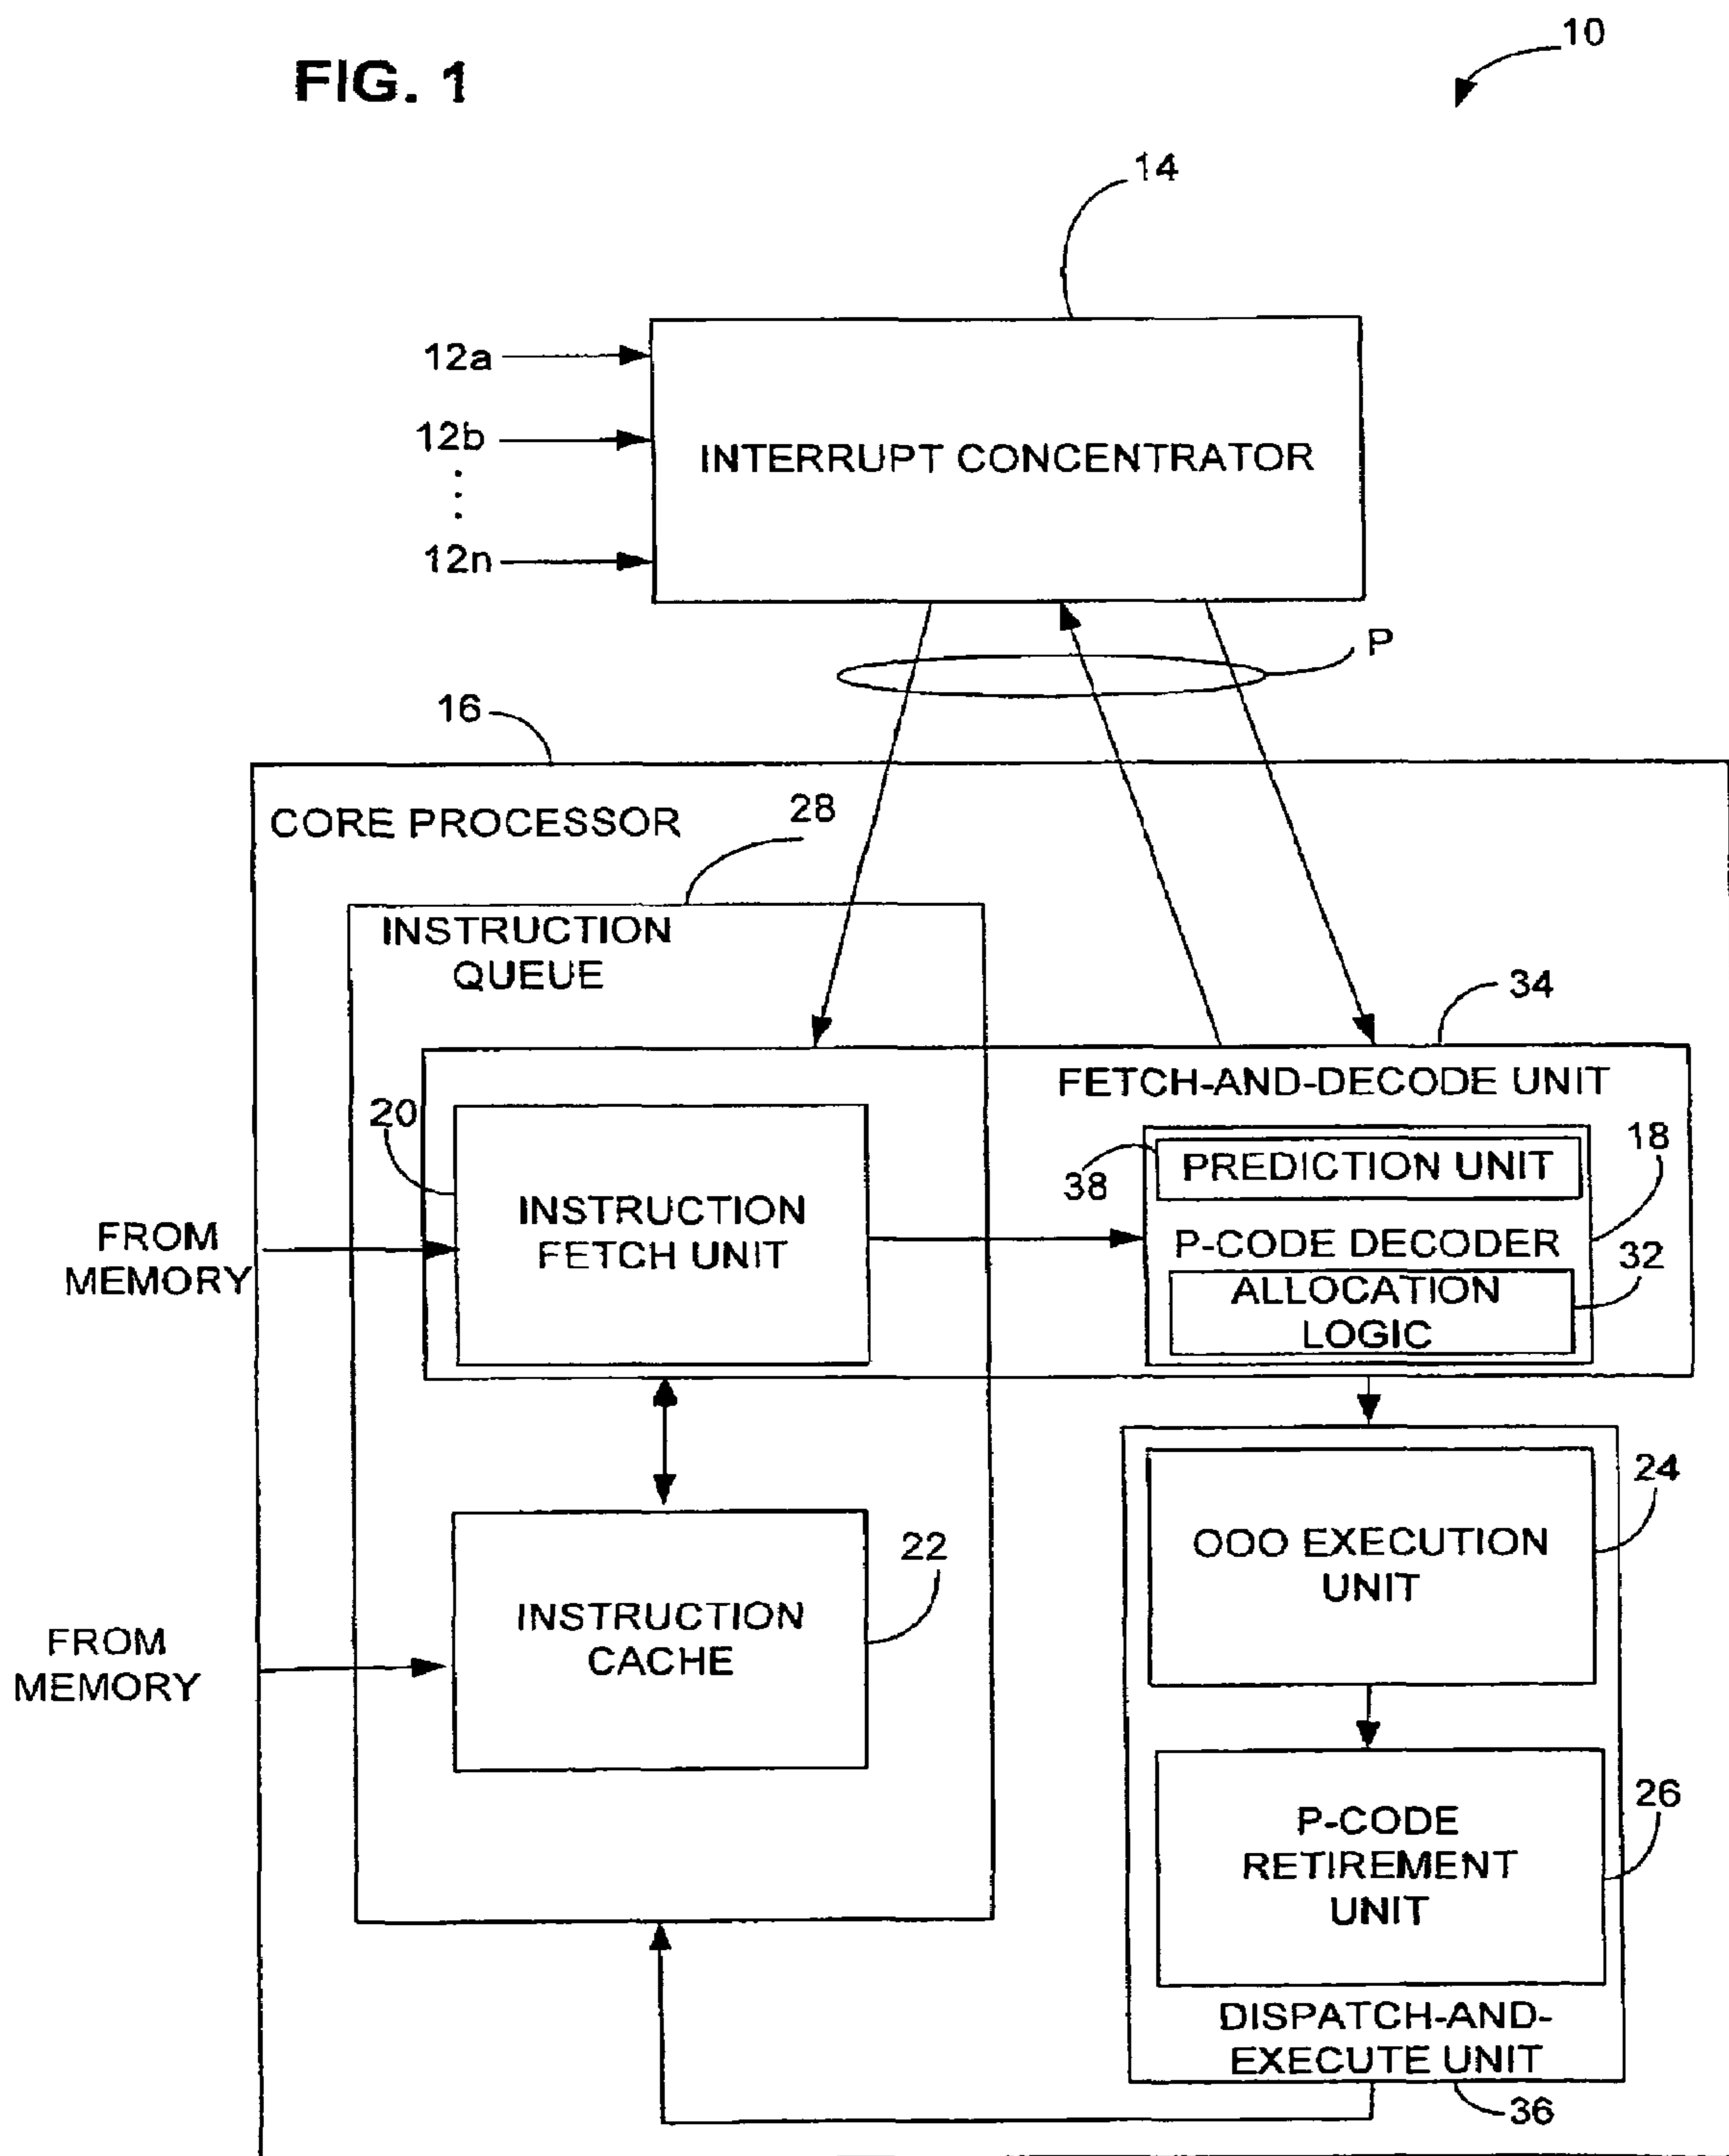 FIG. 1
10
14
12a
12b
12n
INTERRUPT CONCENTRATOR
P
16
CORE PROCESSOR
28
INSTRUCTION
QUEUE
34
FETCH-AND-DECODE UNIT
20
INSTRUCTION
FETCH UNIT
38
PREDICTION UNIT
18
P-CODE DECODER
32
ALLOCATION
LOGIC
FROM
MEMORY
24
OOO EXECUTION
UNIT
22
INSTRUCTION
CACHE
FROM
MEMORY
26
P-CODE
RETIREMENT
UNIT
DISPATCH-AND-
EXECUTE UNIT
36